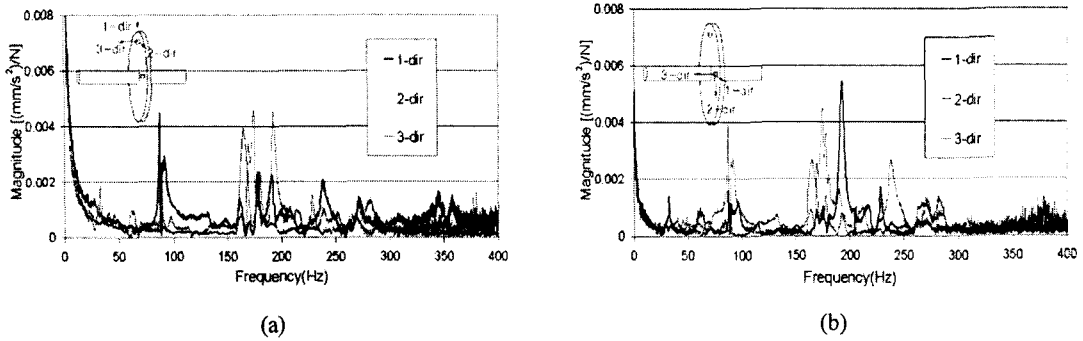 0.008
0.006
0.004
0.002
0
Magnitude [(mm/s²)/N]
1-dir
3-dir
2-dir
1-dir
2-dir
3-dir
0 50 100 150 200 250 300 350 400
Frequency(Hz)
(a)
0.008
0.006
0.004
0.002
0
Magnitude [(mm/s²)/N]
3-dir
1-dir
2-dir
1-dir
2-dir
3-dir
0 50 100 150 200 250 300 350 400
Frequency(Hz)
(b)